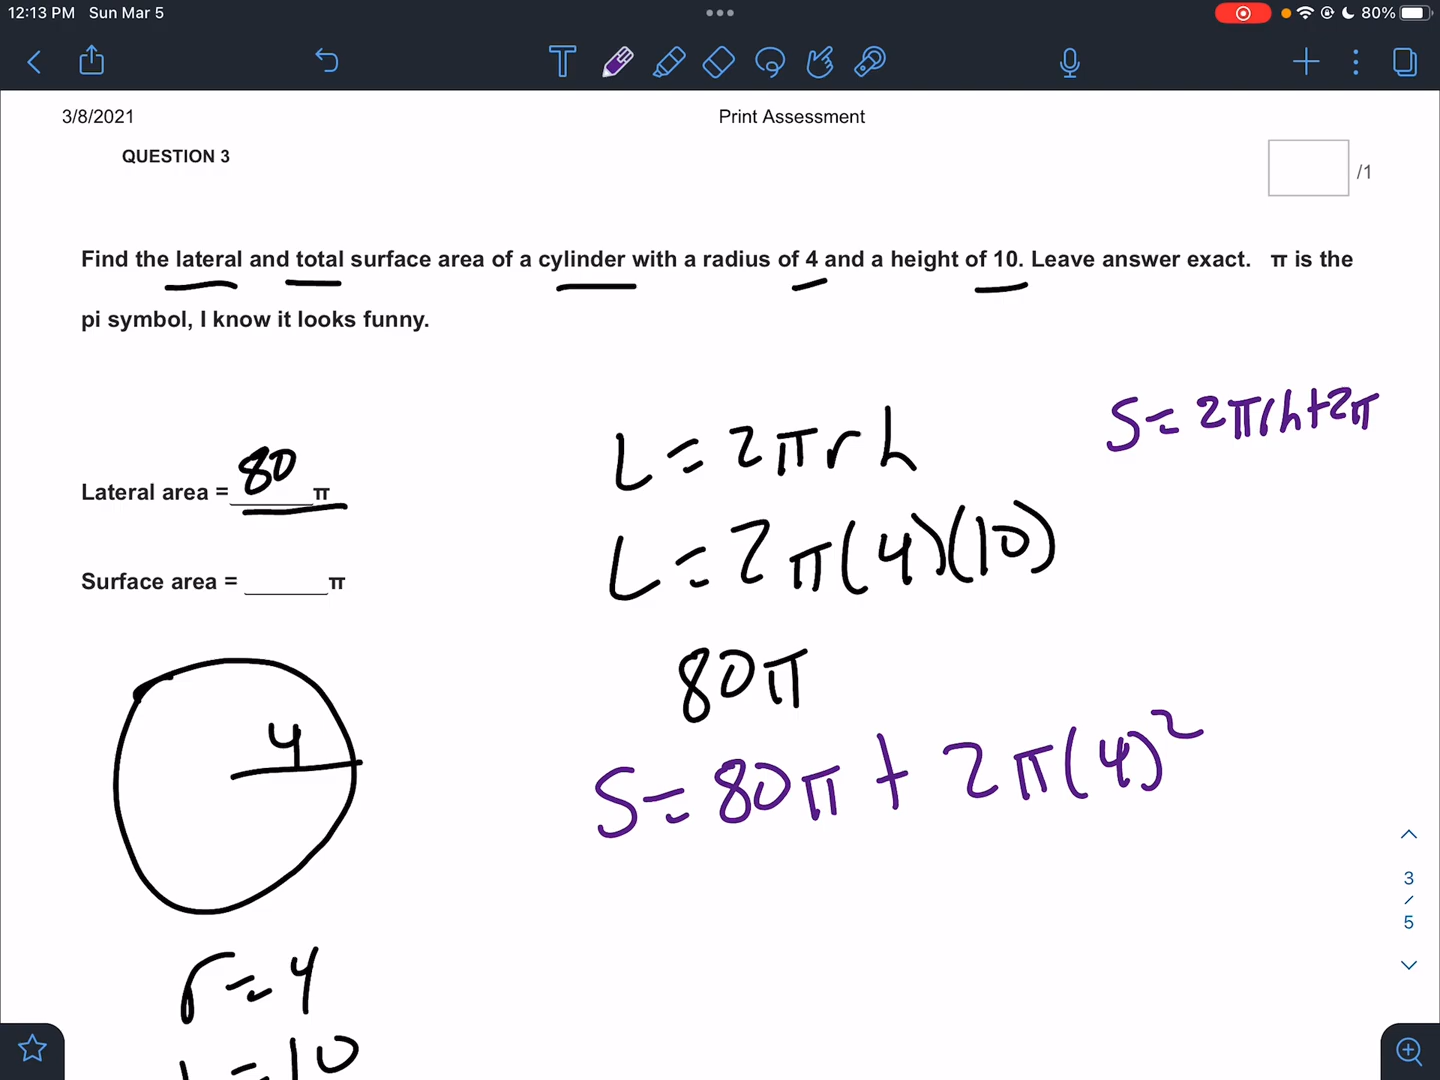 12:13 PM Sun Mar 5
80%
3/8/2021
Print Assessment
QUESTION 3
/1
Find the lateral and total surface area of a cylinder with a radius of 4 and a height of 10. Leave answer exact. π is the
pi symbol, I know it looks funny.
S=2πrh+2π
L=2πrh
Lateral area = 80 π
L=2π(4)(10)
Surface area = ______π
80π
4
S=80π + 2π(4)²
3
/
5
r=4
=10